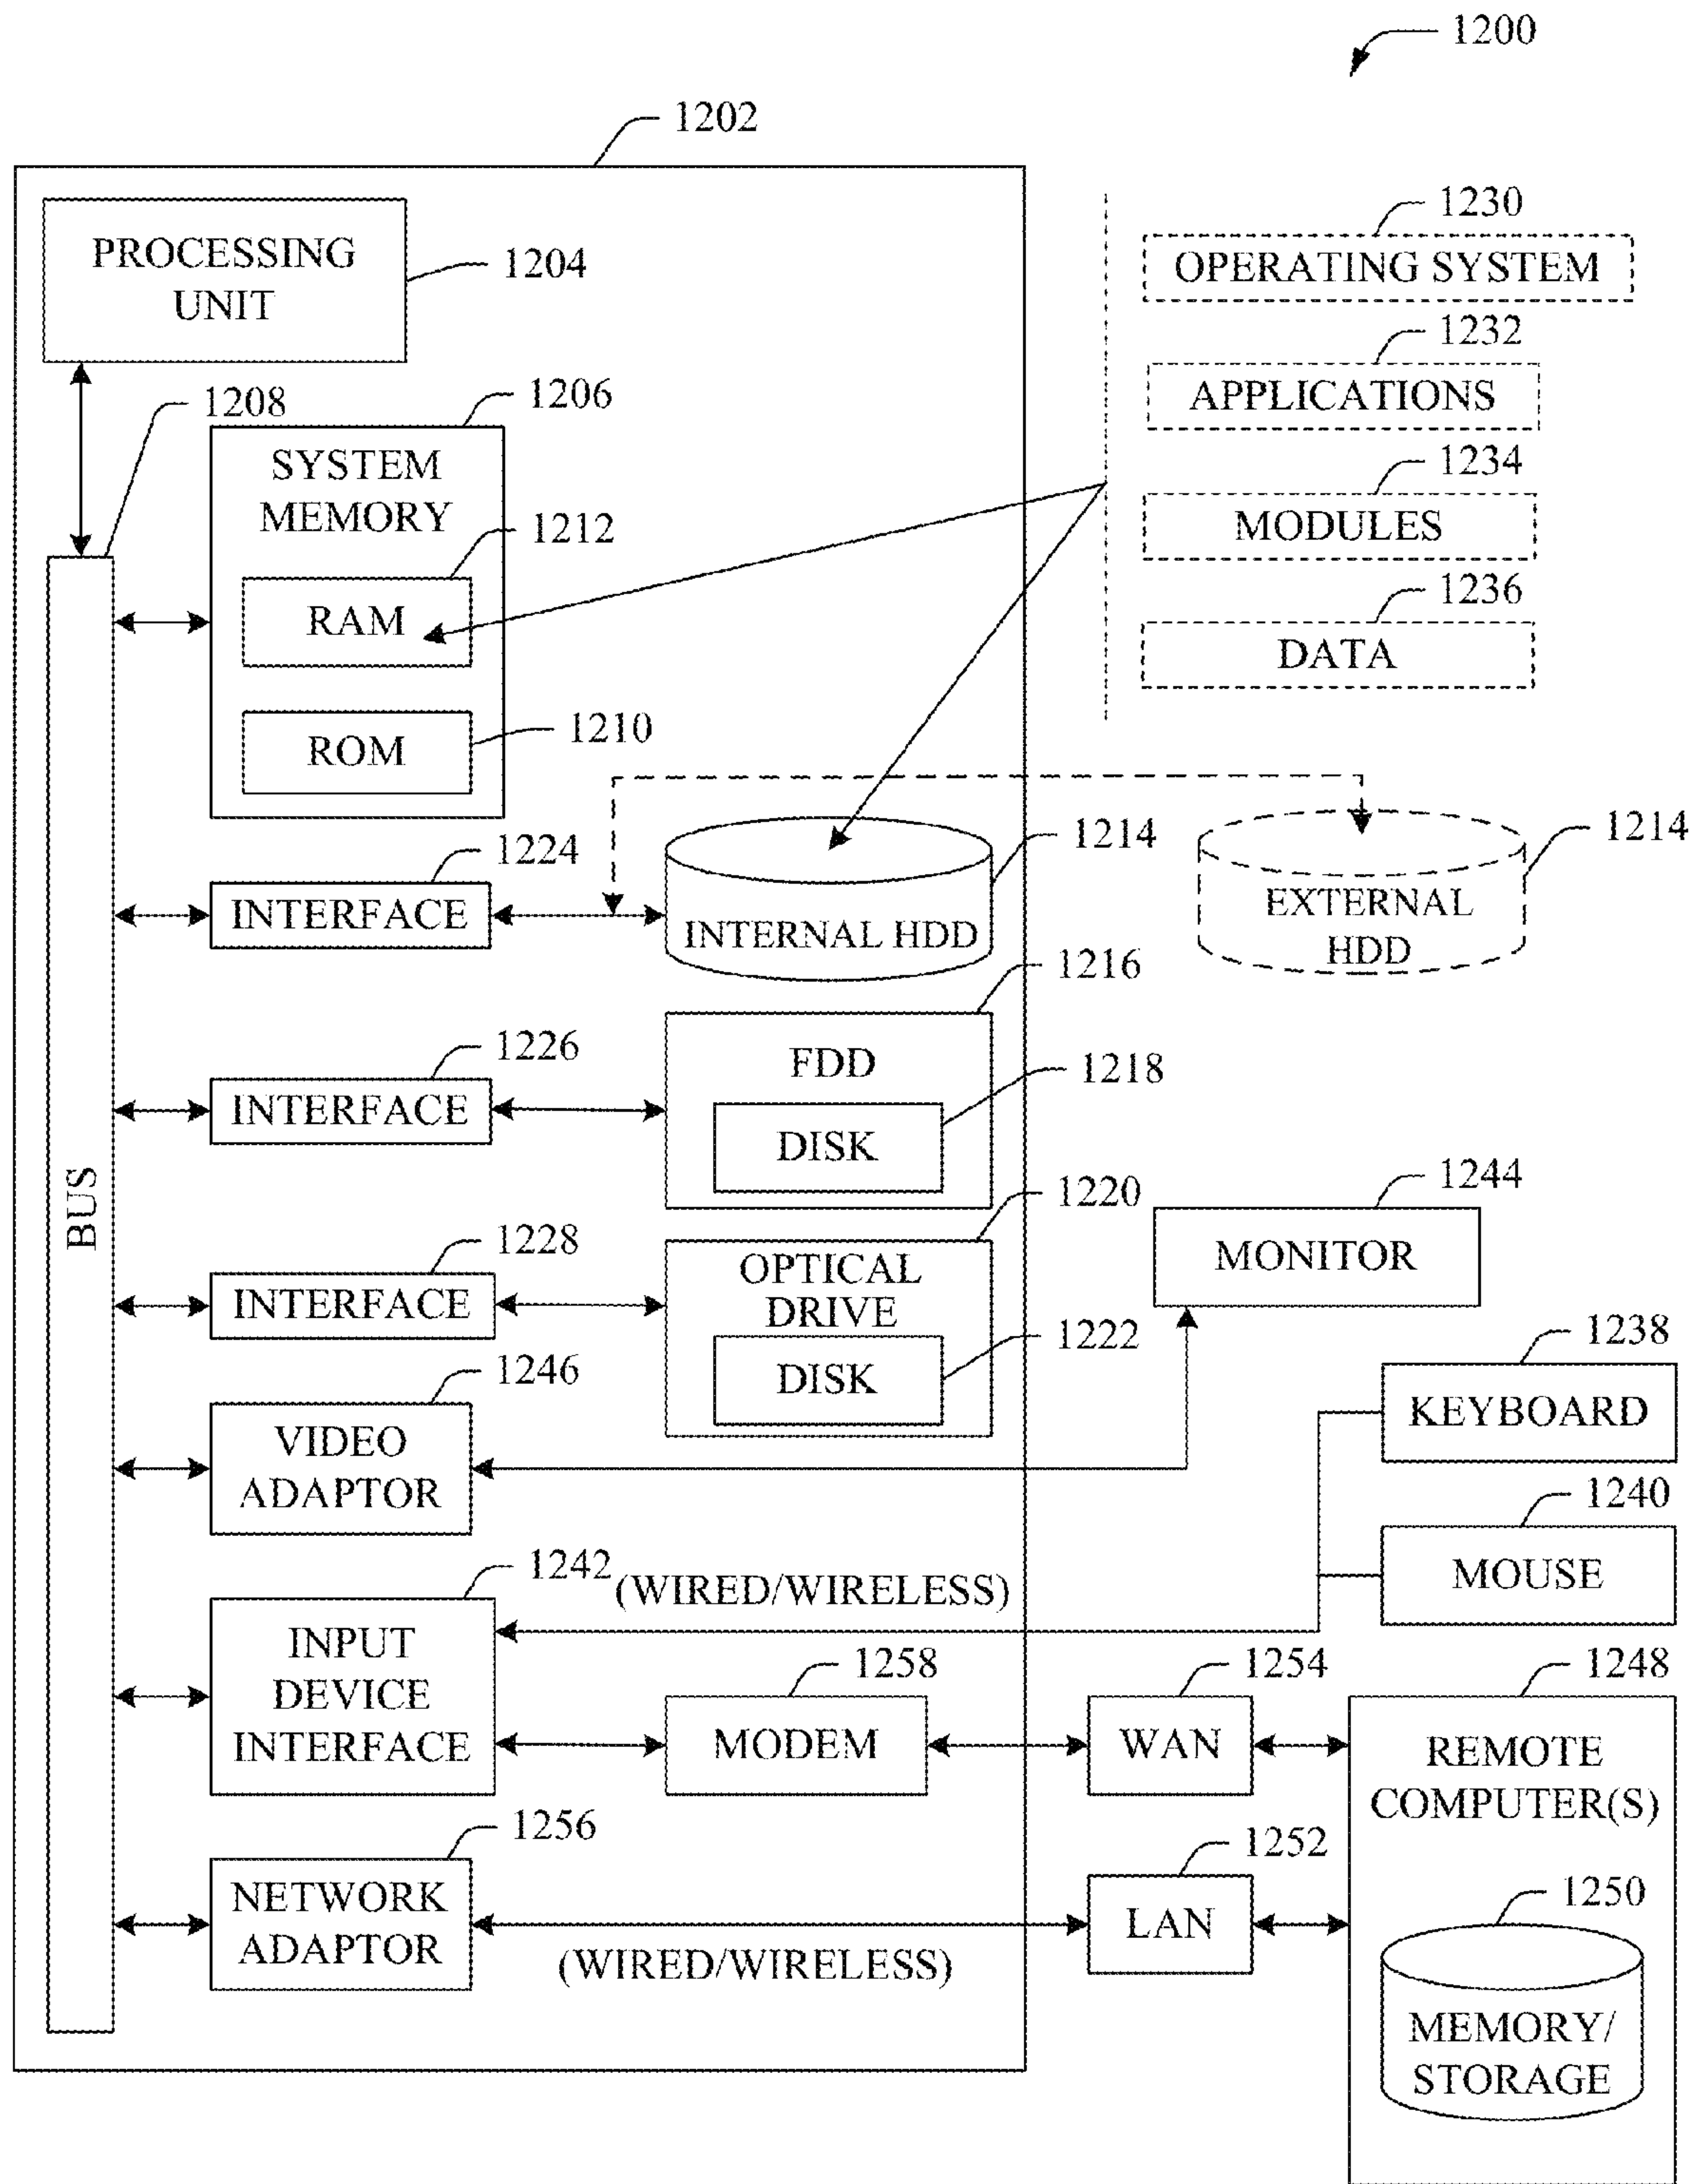 1200
1202
PROCESSING
UNIT
1204
1230
OPERATING SYSTEM
1232
APPLICATIONS
1234
MODULES
1236
DATA
1208
1206
SYSTEM
MEMORY
1212
RAM
1210
ROM
1224
INTERFACE
1214
INTERNAL HDD
1214
EXTERNAL
HDD
1216
FDD
1218
DISK
1226
INTERFACE
BUS
1220
OPTICAL
DRIVE
1222
DISK
1228
INTERFACE
1244
MONITOR
1246
VIDEO
ADAPTOR
1238
KEYBOARD
1240
MOUSE
1242
(WIRED/WIRELESS)
INPUT
DEVICE
INTERFACE
1258
MODEM
1254
WAN
1248
REMOTE
COMPUTER(S)
1256
NETWORK
ADAPTOR
(WIRED/WIRELESS)
1252
LAN
1250
MEMORY/
STORAGE